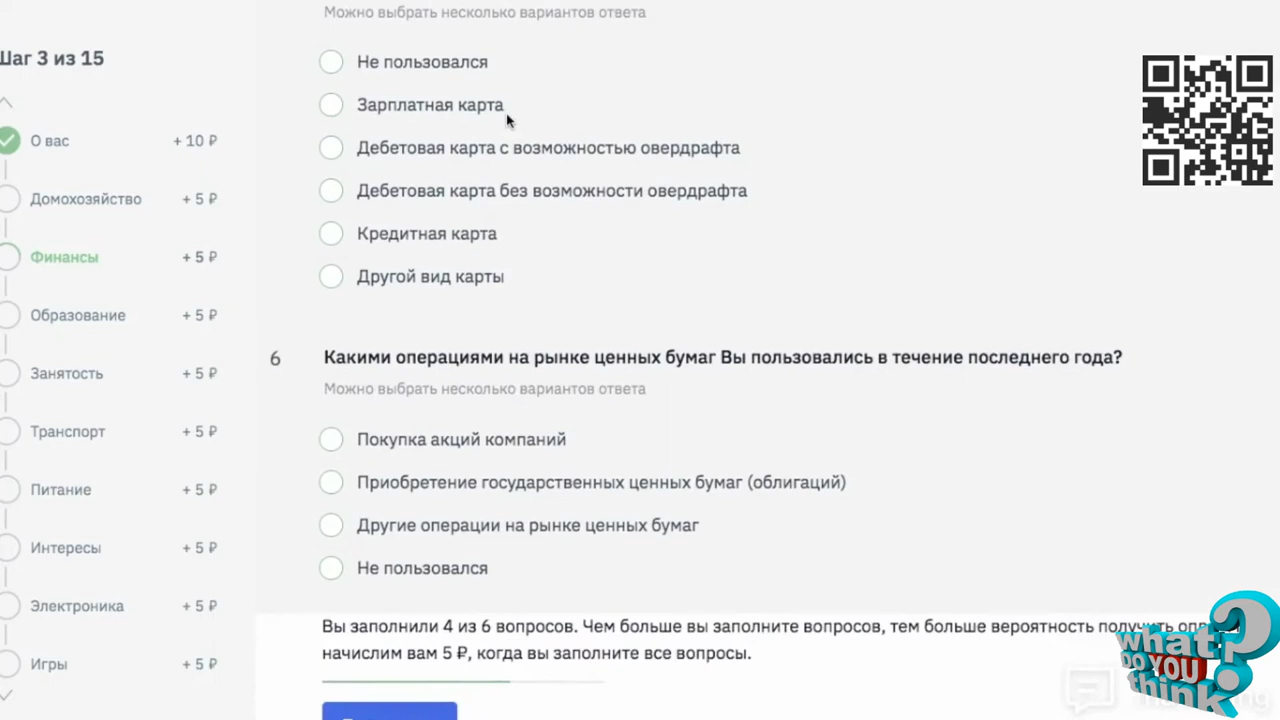 Можно выбрать несколько вариантов ответа
Шаг 3 из 15
Не пользовался
Зарплатная карта
Дебетовая карта с возможностью овердрафта
Дебетовая карта без возможности овердрафта
Кредитная карта
Другой вид карты
О вас + 10 ₽
Домохозяйство + 5 ₽
Финансы + 5 ₽
Образование + 5 ₽
Занятость + 5 ₽
Транспорт + 5 ₽
Питание + 5 ₽
Интересы + 5 ₽
Электроника + 5 ₽
Игры + 5 ₽
6 Какими операциями на рынке ценных бумаг Вы пользовались в течение последнего года?
Можно выбрать несколько вариантов ответа
Покупка акций компаний
Приобретение государственных ценных бумаг (облигаций)
Другие операции на рынке ценных бумаг
Не пользовался
Вы заполнили 4 из 6 вопросов. Чем больше вы заполните вопросов, тем больше вероятность
начислим вам 5 ₽, когда вы заполните все вопросы.
what
DO YOU
think
?